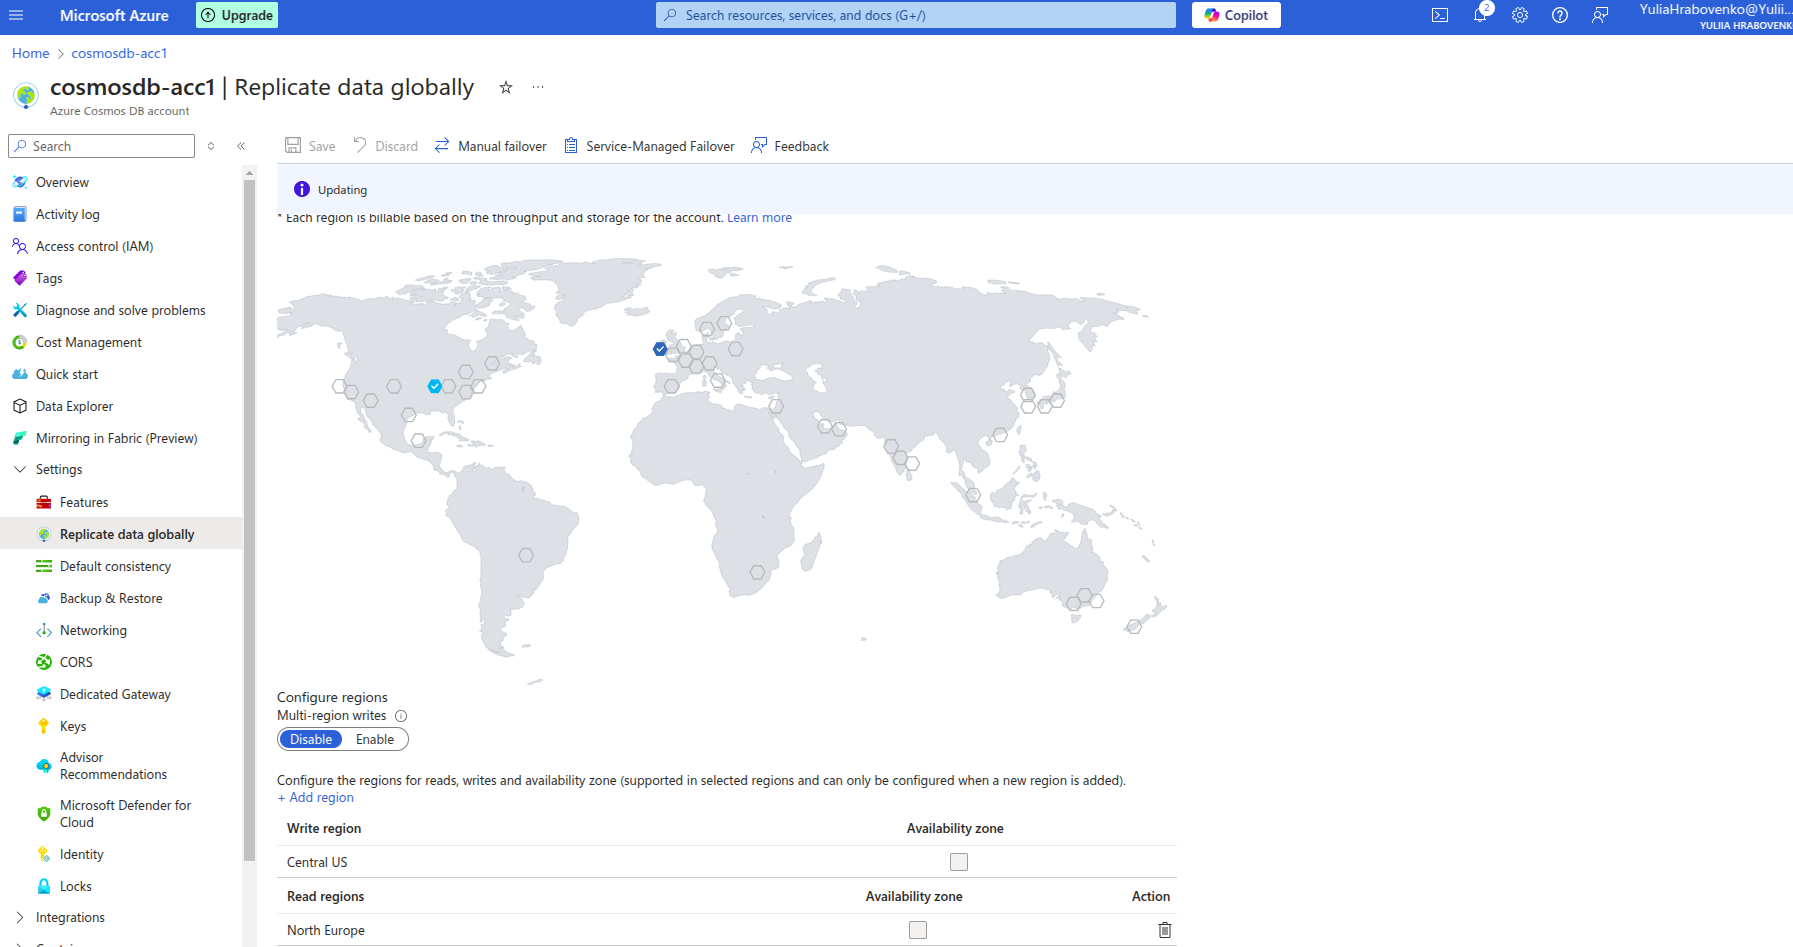 Microsoft Azure
Upgrade
Search resources, services, and docs (G+/)
Copilot
2
YuliaHrabovenko@Yulii...
YULIIA HRABOVENK
Home > cosmosdb-acc1
cosmosdb-acc1 | Replicate data globally
...
Azure Cosmos DB account
Search
Save
Discard
Manual failover
Service-Managed Failover
Feedback
Overview
Activity log
Access control (IAM)
Tags
Diagnose and solve problems
Cost Management
Quick start
Data Explorer
Mirroring in Fabric (Preview)
Settings
Features
Replicate data globally
Default consistency
Backup & Restore
Networking
CORS
Dedicated Gateway
Keys
Advisor
Recommendations
Microsoft Defender for
Cloud
Identity
Locks
Integrations
Updating
* Each region is billable based on the throughput and storage for the account. Learn more
Configure regions
Multi-region writes
Disable Enable
Configure the regions for reads, writes and availability zone (supported in selected regions and can only be configured when a new region is added).
+ Add region
Write region Availability zone
Central US
Read regions Availability zone Action
North Europe